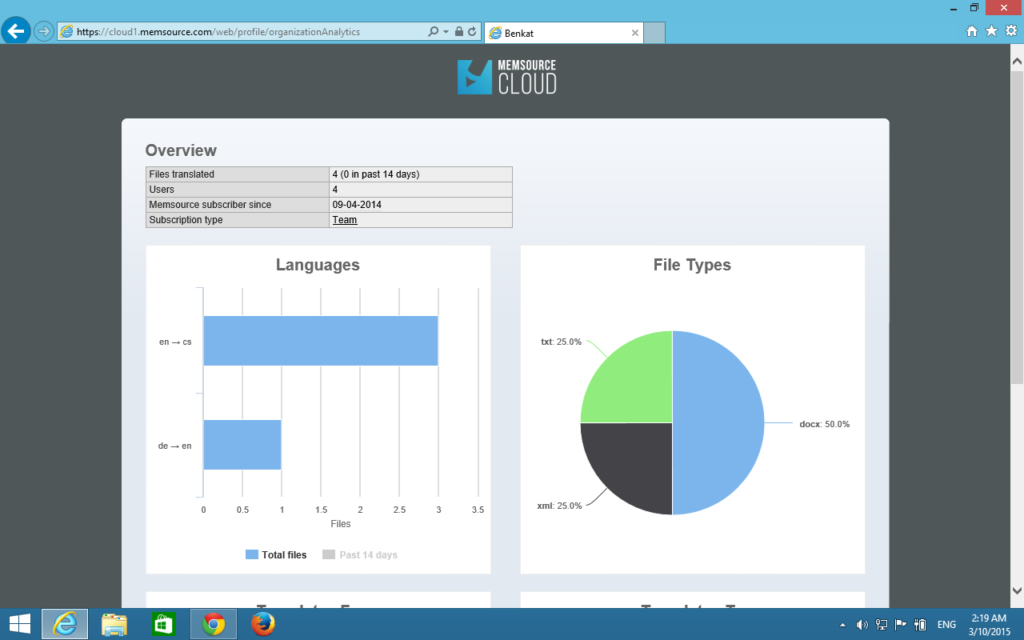 https://cloud1.memsource.com/web/profile/organizationAnalytics
Benkat
MEMSOURCE
CLOUD
Overview
Files translated 4 (0 in past 14 days)
Users 4
Memsource subscriber since 09-04-2014
Subscription type Team
Languages
en → cs
de → en
0 0.5 1 1.5 2 2.5 3 3.5
Files
Total files Past 14 days
File Types
txt: 25.0%
docx: 50.0%
xml: 25.0%
ENG
2:19 AM
3/10/2015